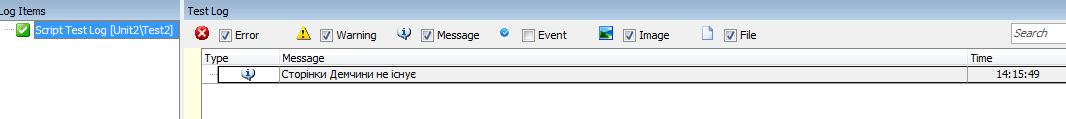 Log Items
Test Log
Script Test Log [Unit2\Test2]
Error
Warning
Message
Event
Image
File
Search
Type
Message
Time
Сторінки Демчини не існує
14:15:49